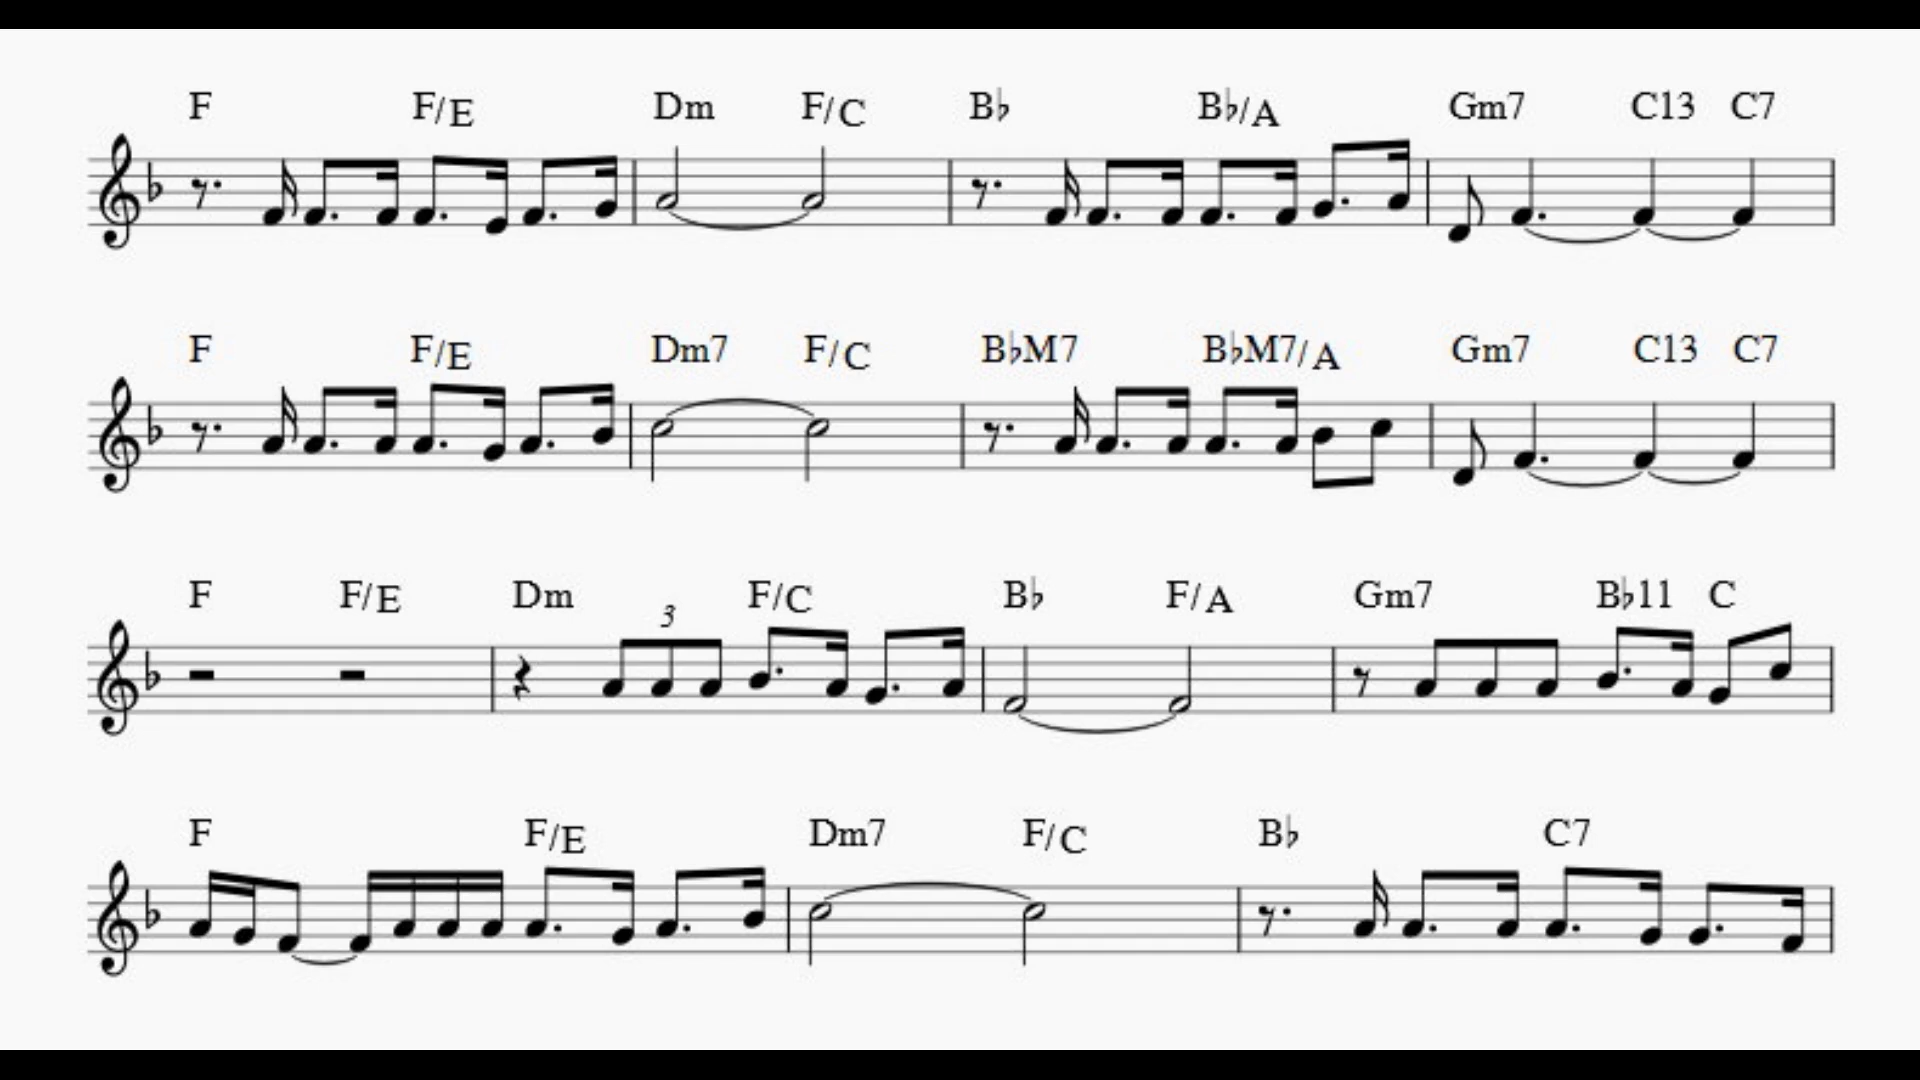 F F/E Dm F/C B♭ B♭/A Gm7 C13 C7
F F/E Dm7 F/C B♭M7 B♭M7/A Gm7 C13 C7
F F/E Dm 3 F/C B♭ F/A Gm7 B♭11 C
F F/E Dm7 F/C B♭ C7